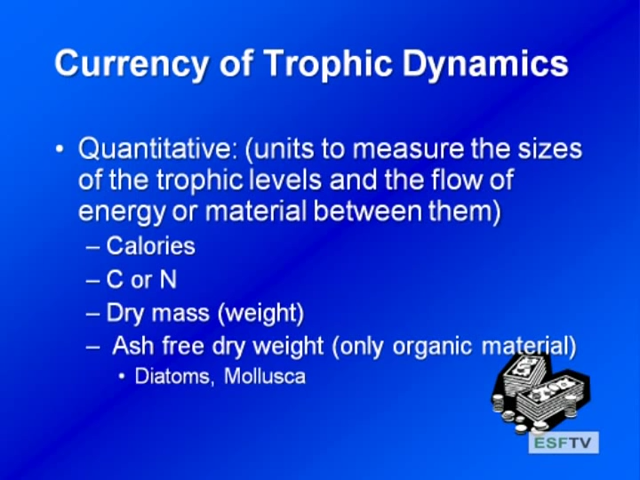 Currency of Trophic Dynamics
• Quantitative: (units to measure the sizes
of the trophic levels and the flow of
energy or material between them)
– Calories
– C or N
– Dry mass (weight)
– Ash free dry weight (only organic material)
• Diatoms, Mollusca
ESFTV